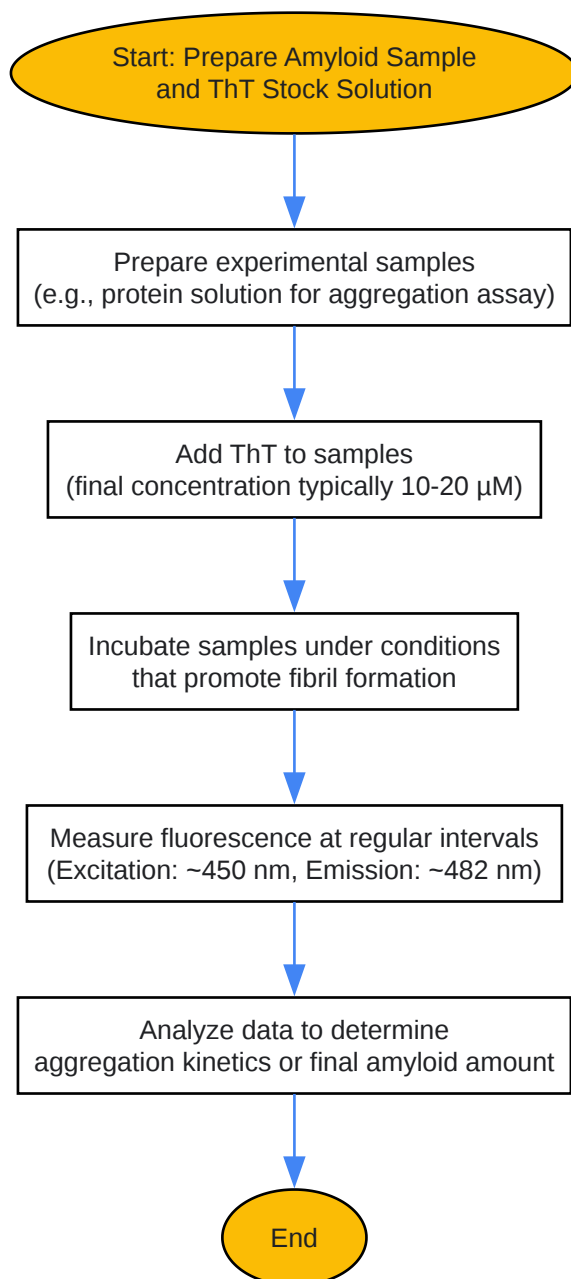 Start: Prepare Amyloid Sample
and ThT Stock Solution
Prepare experimental samples
(e.g., protein solution for aggregation assay)
Add ThT to samples
(final concentration typically 10-20 µM)
Incubate samples under conditions
that promote fibril formation
Measure fluorescence at regular intervals
(Excitation: ~450 nm, Emission: ~482 nm)
Analyze data to determine
aggregation kinetics or final amyloid amount
End